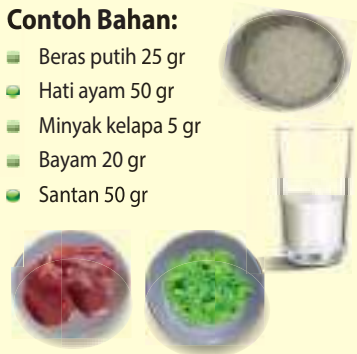 Contoh Bahan:
Beras putih 25 gr
Hati ayam 50 gr
Minyak kelapa 5 gr
Bayam 20 gr
Santan 50 gr